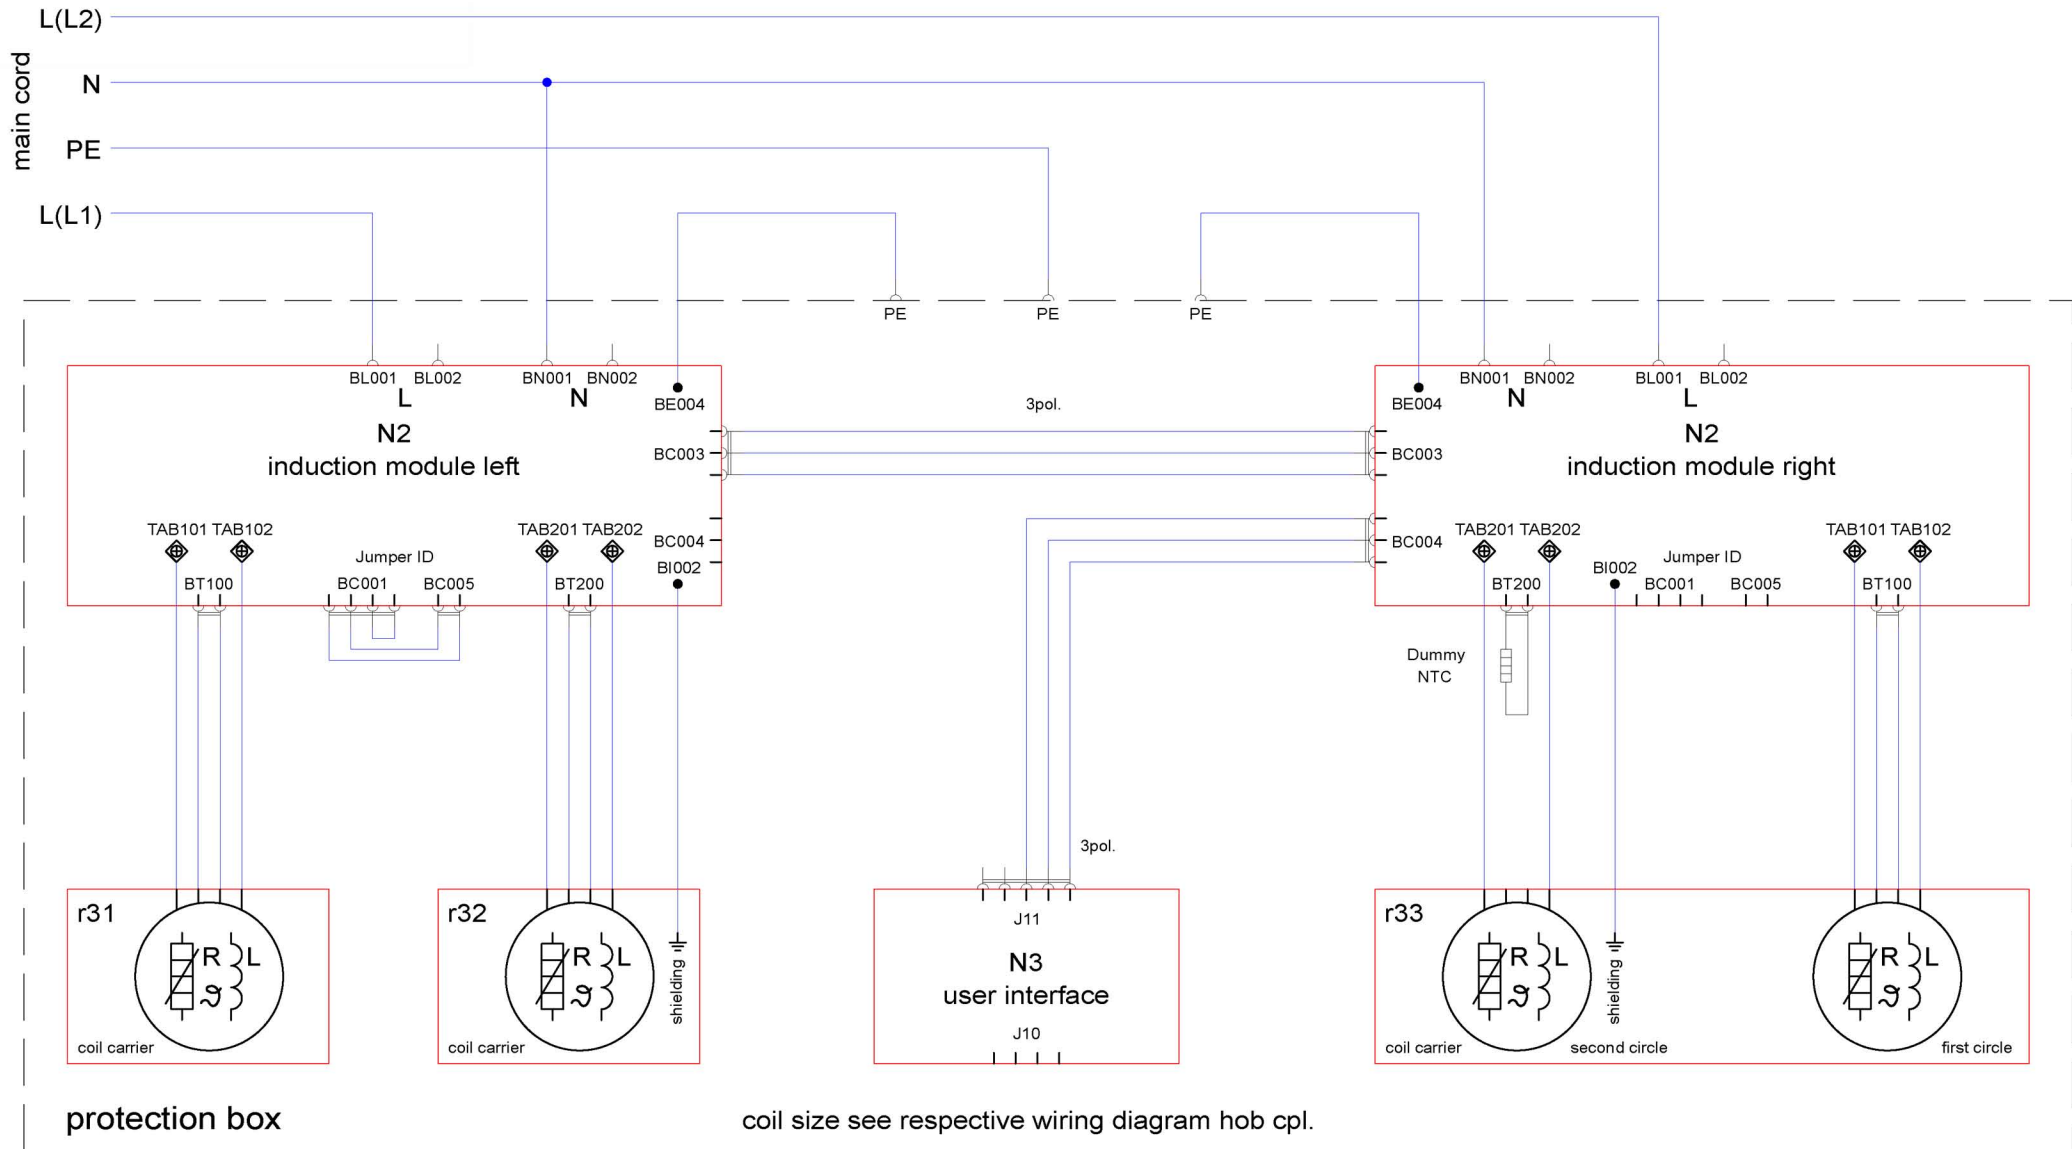 L(L2)
main cord
N
PE
L(L1)
PE PE PE
BL001 BL002 BN001 BN002
L N
BE004
N2
induction module left
BC003
TAB101 TAB102 TAB201 TAB202
BC004
Jumper ID
BI002
BT100 BC001 BC005 BT200
3pol.
BN001 BN002 BL001 BL002
BE004
N L
N2
induction module right
BC003
BC004
TAB201 TAB202 TAB101 TAB102
Jumper ID
BI002
BT200 BC001 BC005 BT100
Dummy
NTC
3pol.
r31
R L
ϑ
coil carrier
r32
R L
ϑ
shielding
coil carrier
J11
N3
user interface
J10
r33
R L
ϑ
shielding
coil carrier second circle
R L
ϑ
first circle
protection box
coil size see respective wiring diagram hob cpl.